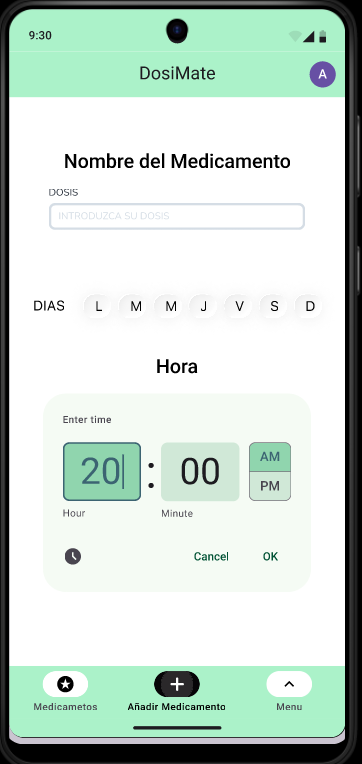 9:30
DosiMate
A
Nombre del Medicamento
DOSIS
INTRODUZCA SU DOSIS
DIAS L M M J V S D
Hora
Enter time
20 : 00 AM
PM
Hour Minute
Cancel OK
Medicametos Añadir Medicamento Menu